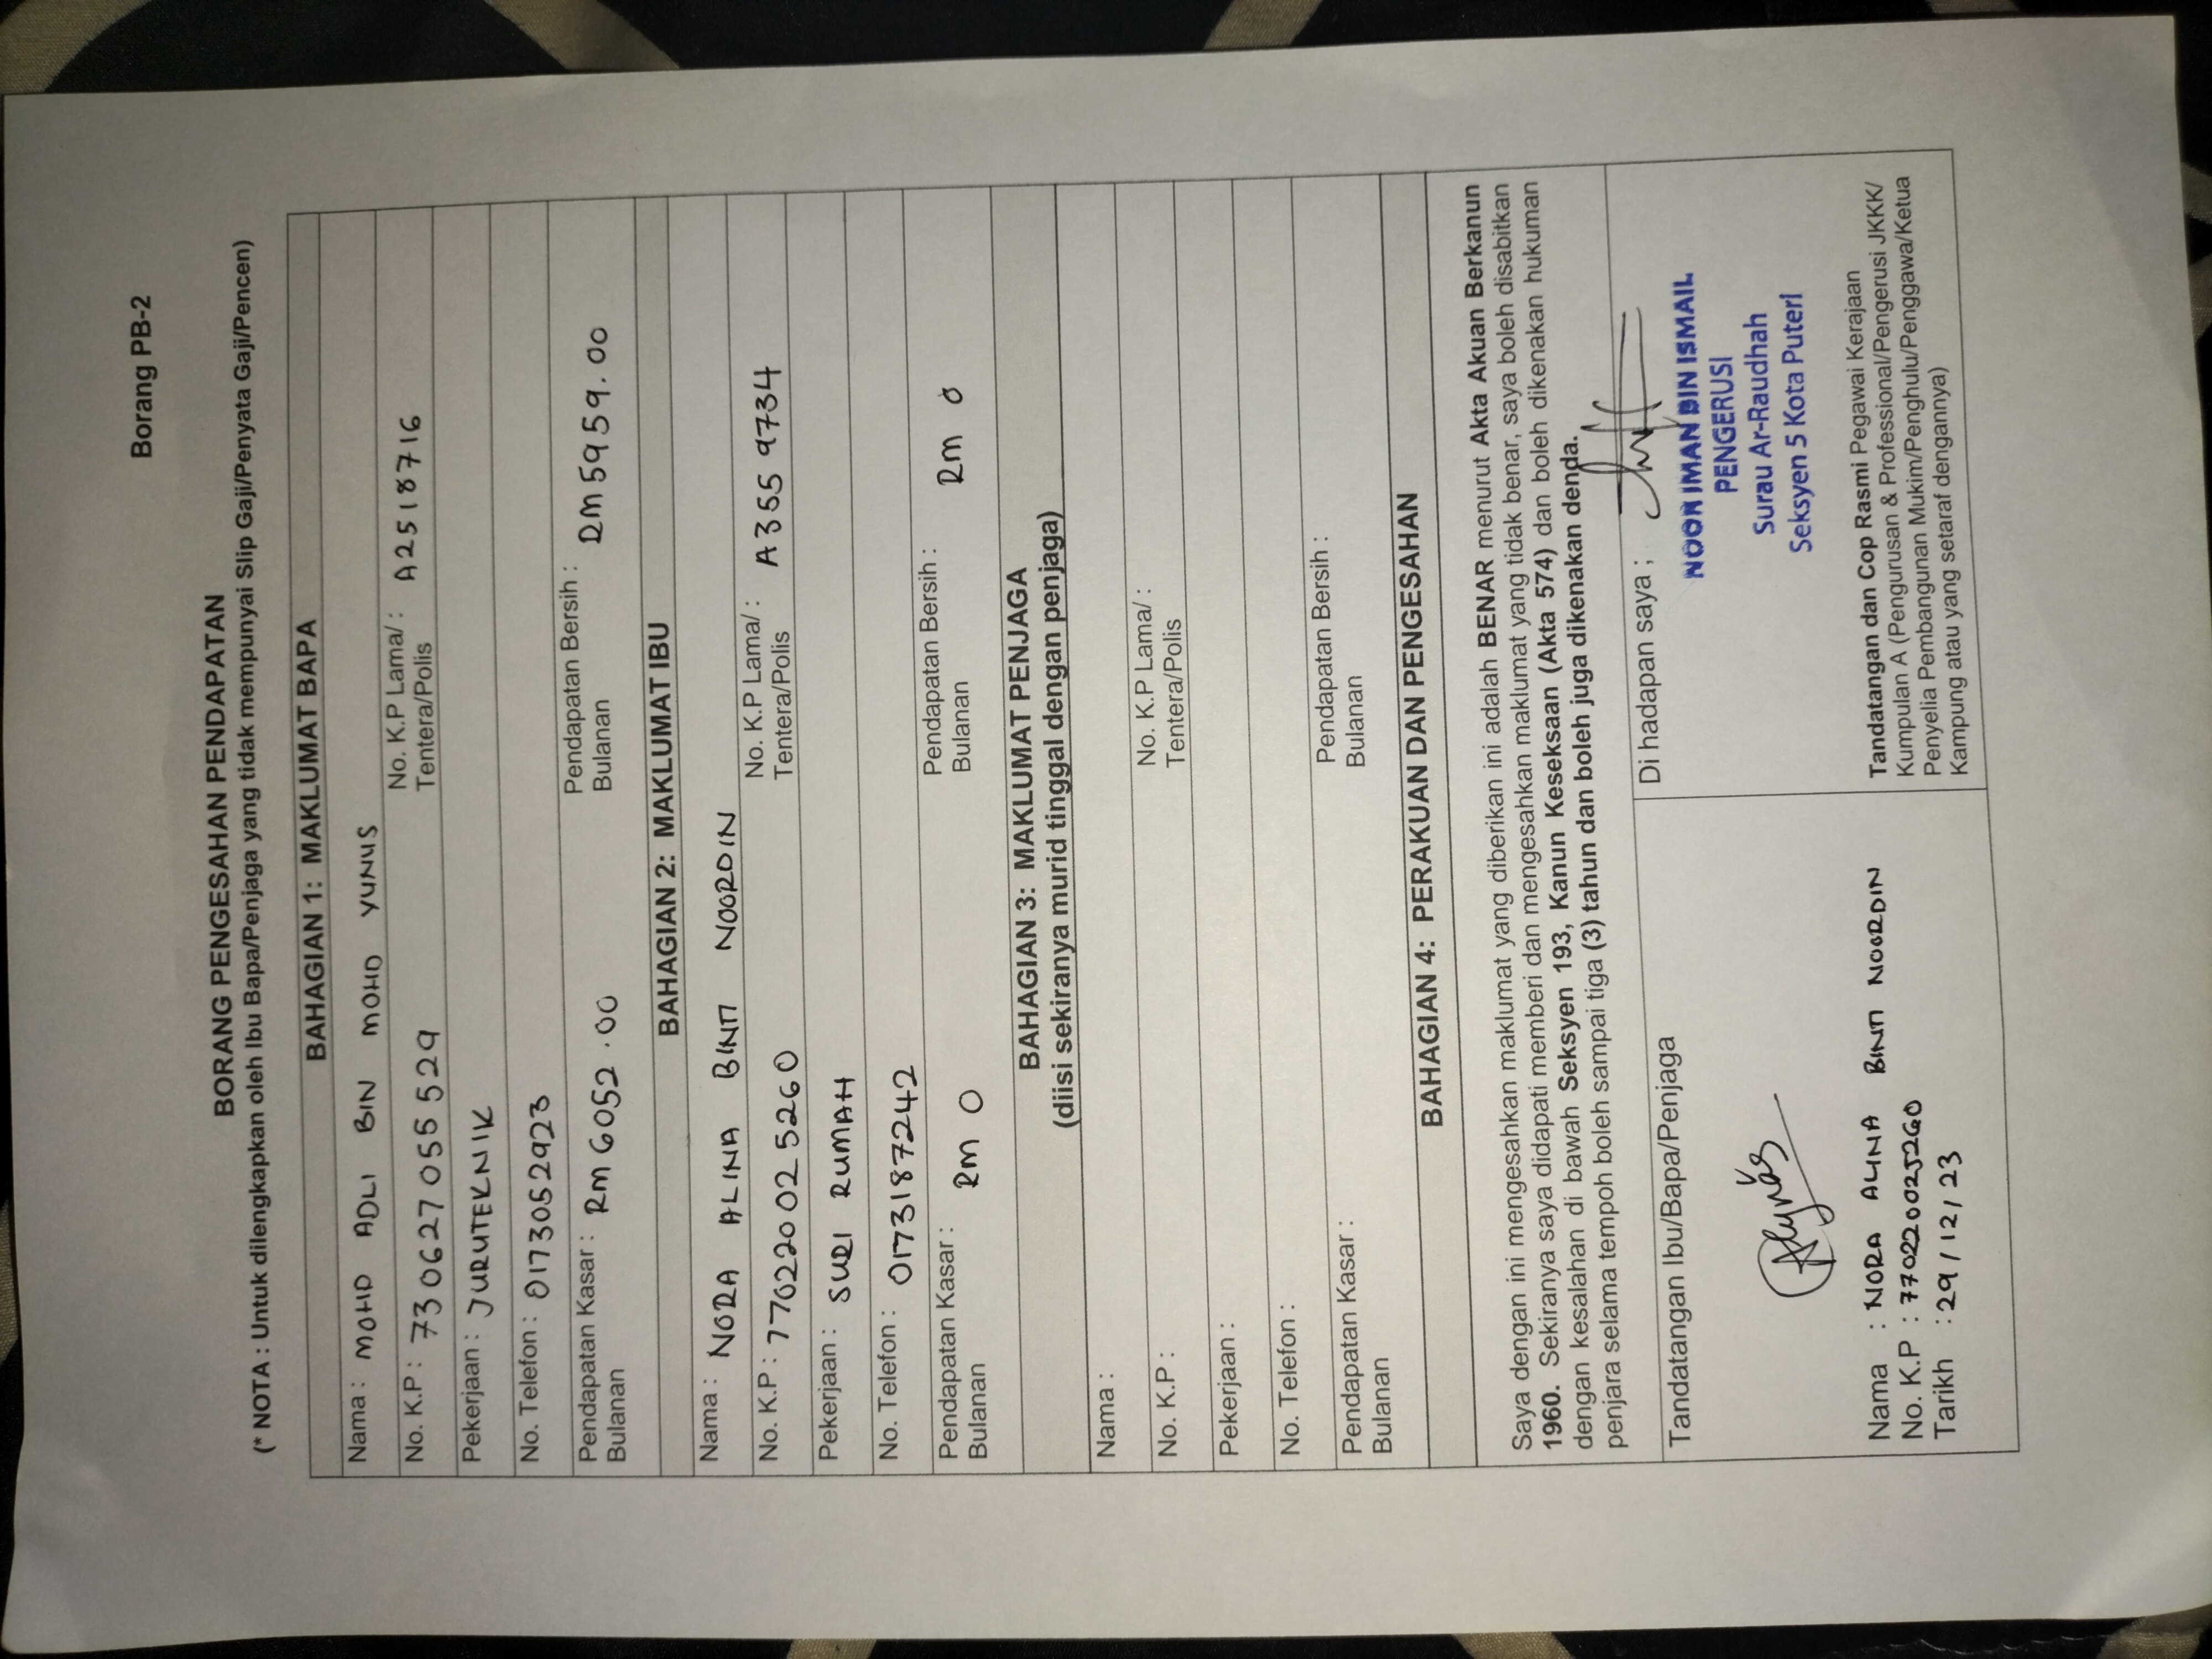 Borang PB-2
BORANG PENGESAHAN PENDAPATAN
(* NOTA : Untuk dilengkapkan oleh Ibu Bapa/Penjaga yang tidak mempunyai Slip Gaji/Penyata Gaji/Pencen)
BAHAGIAN 1: MAKLUMAT BAPA
Nama : MOHD ADLI BIN MOHD YUNUS
No. K.P : 730627055529 No. K.P Lama/ : A2518716
Tentera/Polis
Pekerjaan : JURUTEKNIK
No. Telefon : 0173052923
Pendapatan Kasar : RM 6052.00 Pendapatan Bersih : RM 5959.00
Bulanan Bulanan
BAHAGIAN 2: MAKLUMAT IBU
Nama : NORA ALINA BINTI NOORDIN
No. K.P : 770220025260 No. K.P Lama/ : A3559734
Tentera/Polis
Pekerjaan : SURI RUMAH
No. Telefon : 0173187242
Pendapatan Kasar : RM 0 Pendapatan Bersih : RM 0
Bulanan Bulanan
BAHAGIAN 3: MAKLUMAT PENJAGA
(diisi sekiranya murid tinggal dengan penjaga)
Nama :
No. K.P : No. K.P Lama/ :
Tentera/Polis
Pekerjaan :
No. Telefon :
Pendapatan Kasar : Pendapatan Bersih :
Bulanan Bulanan
BAHAGIAN 4: PERAKUAN DAN PENGESAHAN
Saya dengan ini mengesahkan maklumat yang diberikan ini adalah BENAR menurut Akta Akuan Berkanun
1960. Sekiranya saya didapati memberi dan mengesahkan maklumat yang tidak benar, saya boleh disabitkan
dengan kesalahan di bawah Seksyen 193, Kanun Keseksaan (Akta 574) dan boleh dikenakan hukuman
penjara selama tempoh boleh sampai tiga (3) tahun dan boleh juga dikenakan denda.
Tandatangan Ibu/Bapa/Penjaga
Nama : NORA ALINA BINTI NOORDIN
No. K.P : 770220025260
Tarikh : 29/12/23
Di hadapan saya ;
NOOR IMAN BIN ISMAIL
PENGERUSI
Surau Ar-Raudhah
Seksyen 5 Kota Puteri
Tandatangan dan Cop Rasmi Pegawai Kerajaan
Kumpulan A (Pengurusan & Professional/Pengerusi JKKK/
Penyelia Pembangunan Mukim/Penghulu/Penggawa/Ketua
Kampung atau yang setaraf dengannya)